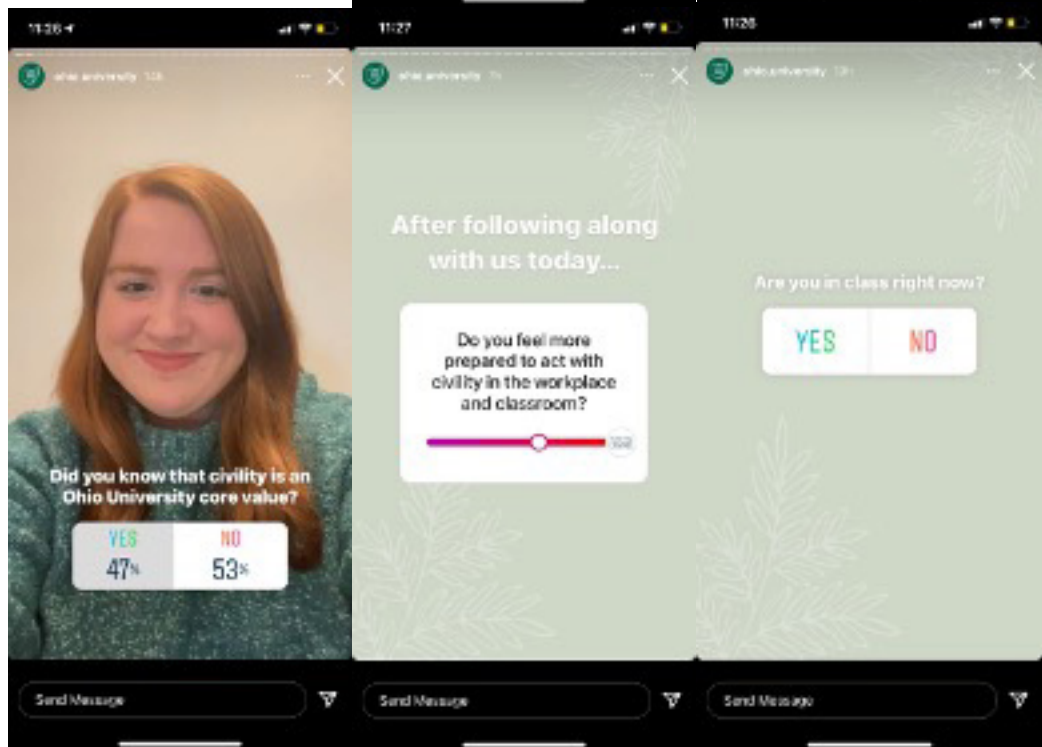 11:26
ohio.university
Did you know that civility is an
Ohio University core value?
YES
NO
47%
53%
Send Message
11:27
ohio.university
After following along
with us today...
Do you feel more
prepared to act with
civility in the workplace
and classroom?
Send Message
11:26
ohio.university
Are you in class right now?
YES
NO
Send Message